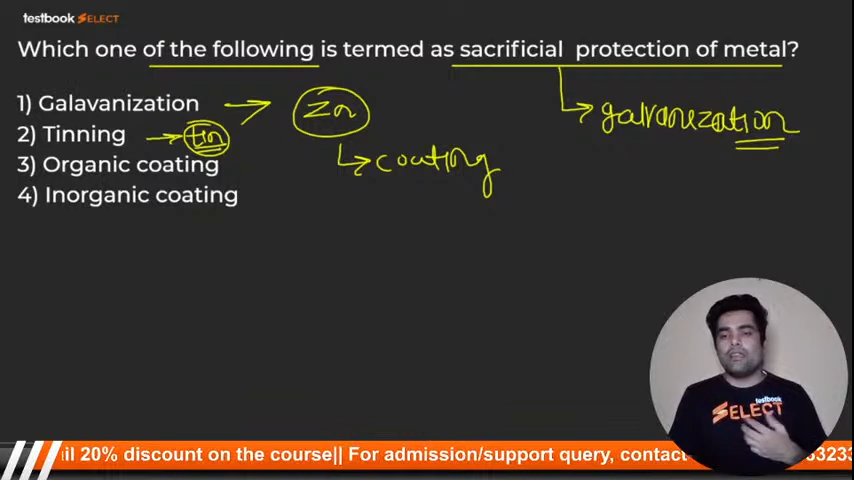 testbook SELECT
Which one of the following is termed as sacrificial protection of metal?
1) Galavanization → Zn
2) Tinning → tin
3) Organic coating
4) Inorganic coating
→ coating
→ galvanization
testbook
SELECT
20% discount on the course|| For admission/support query, contact